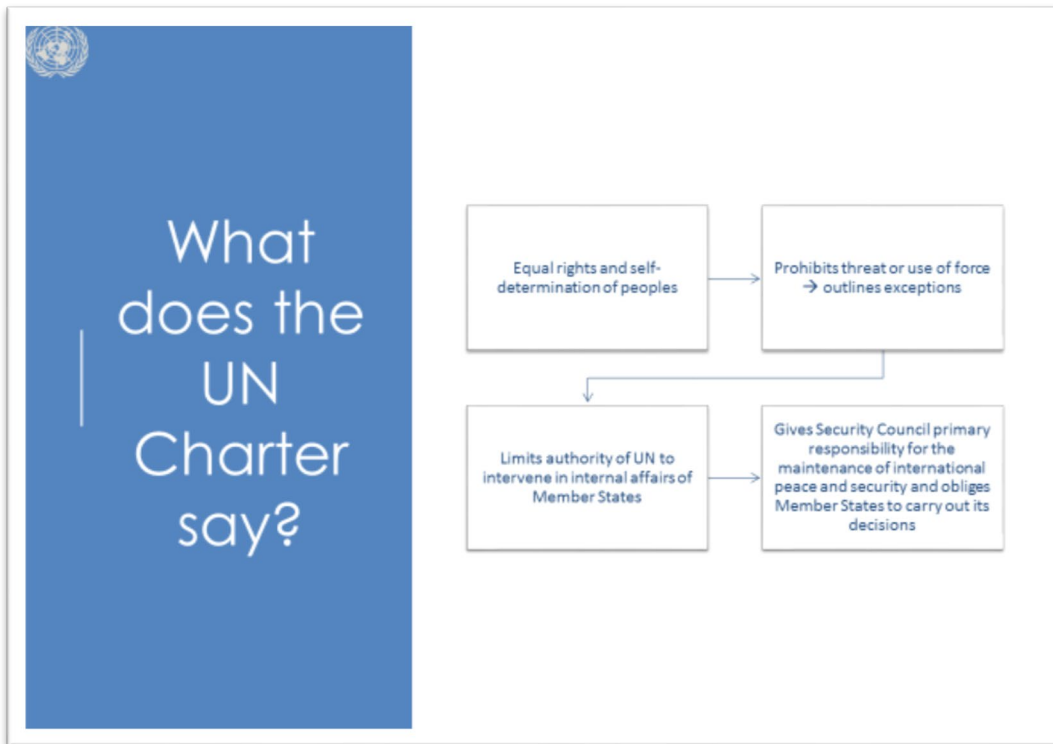 What
does the
UN
Charter
say?
Equal rights and self-
determination of peoples
Prohibits threat or use of force
→ outlines exceptions
Limits authority of UN to
intervene in internal affairs of
Member States
Gives Security Council primary
responsibility for the
maintenance of international
peace and security and obliges
Member States to carry out its
decisions